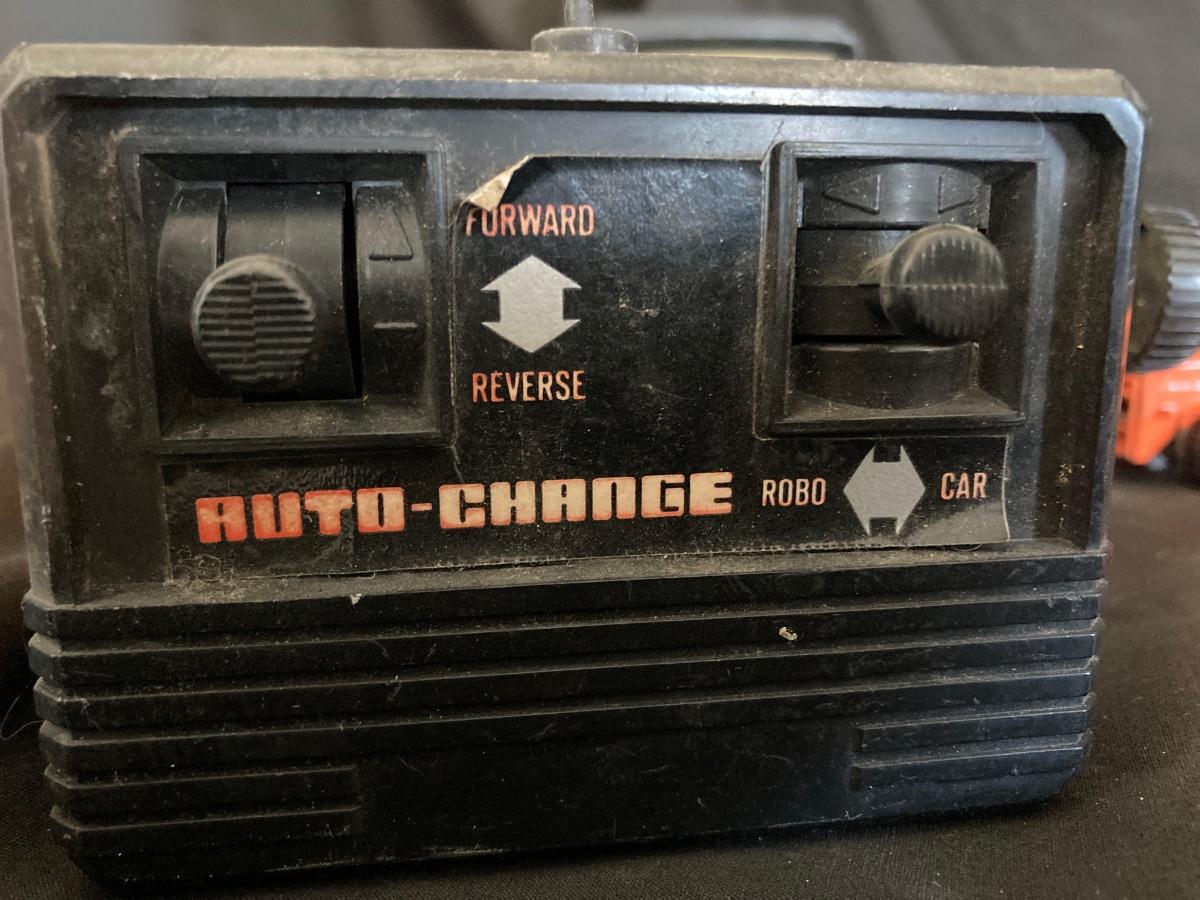 FORWARD
REVERSE
AUTO-CHANGE
ROBO
CAR